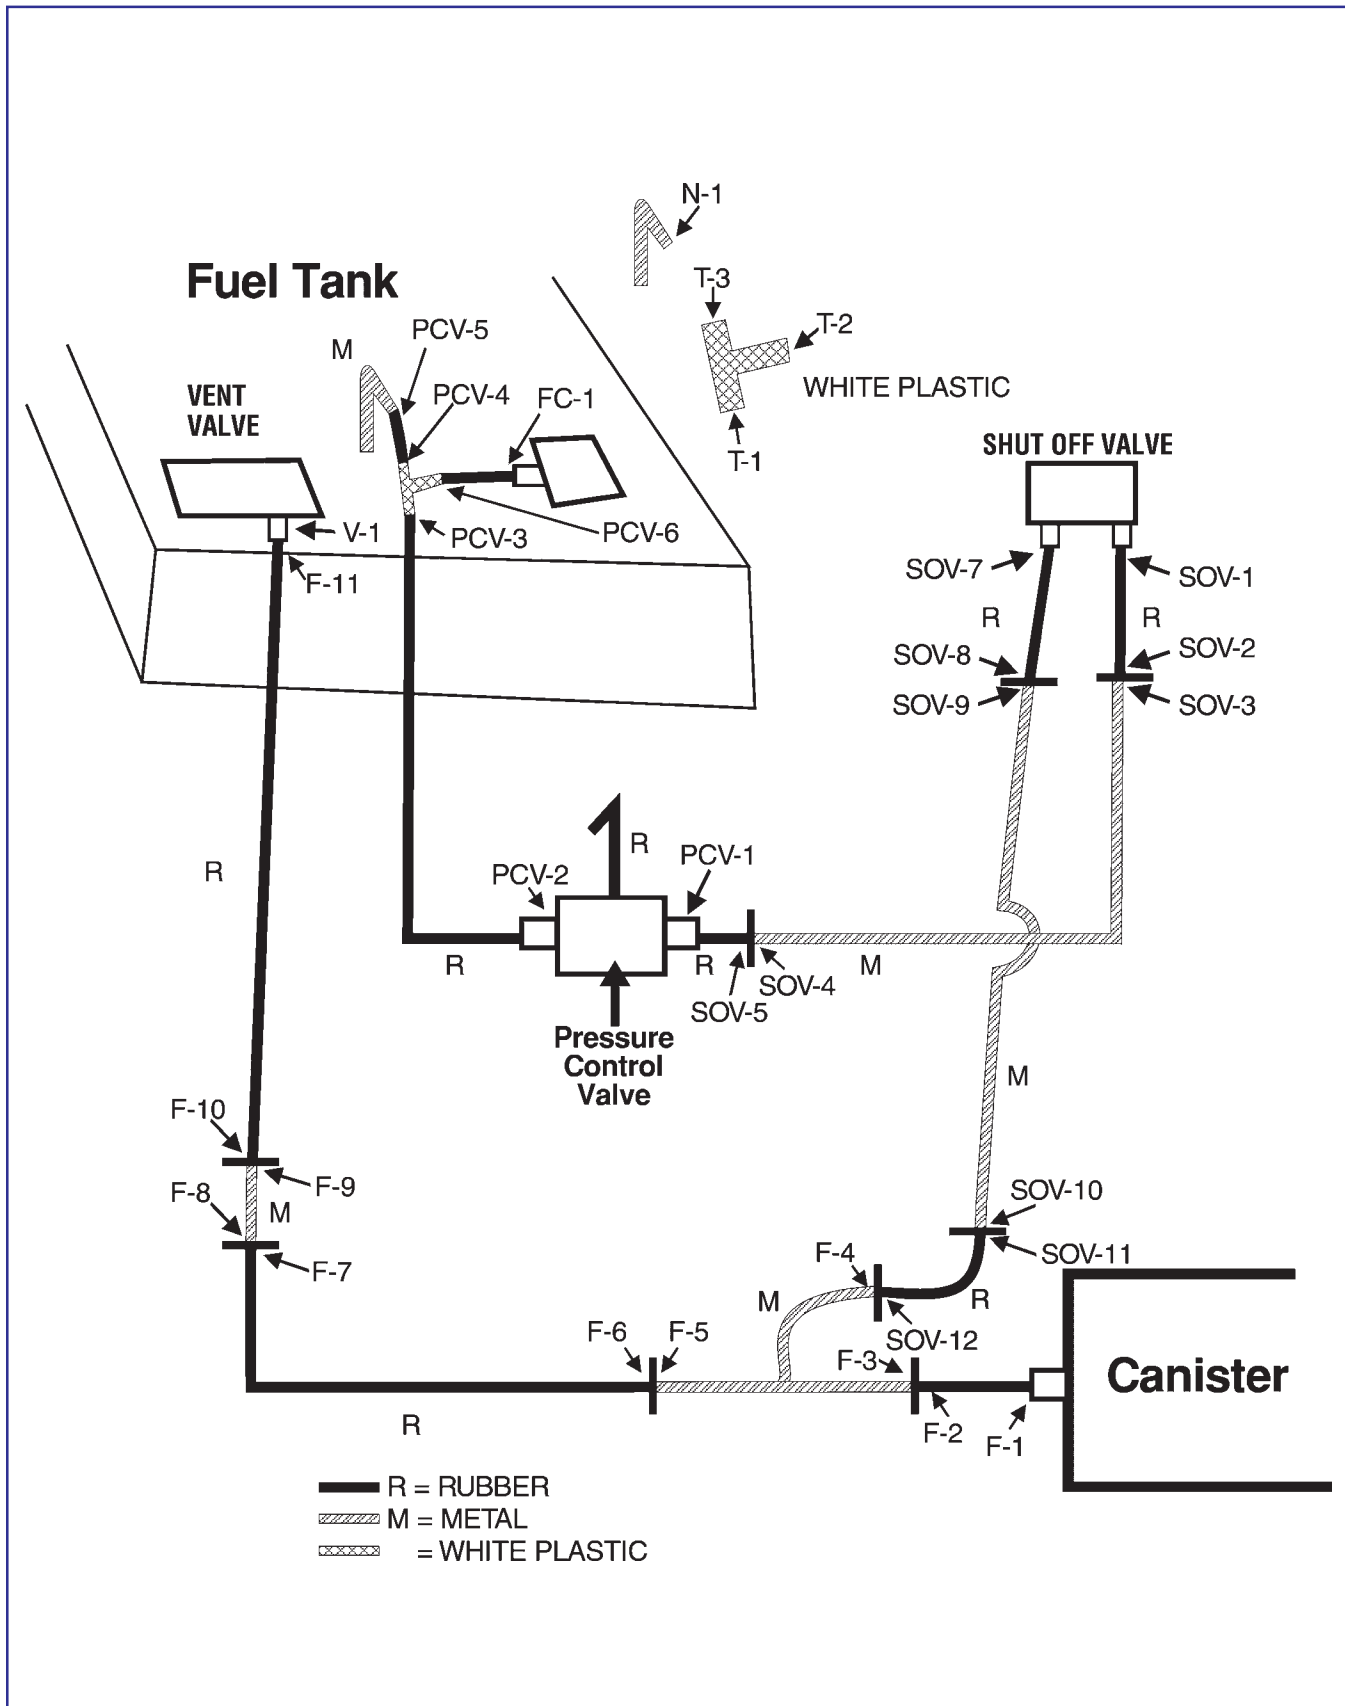 N-1
Fuel Tank
T-3
PCV-5
T-2
M
PCV-4
FC-1
WHITE PLASTIC
VENT
VALVE
SHUT OFF VALVE
T-1
V-1
PCV-3
PCV-6
F-11
SOV-7
SOV-1
R
R
SOV-8
SOV-2
SOV-9
SOV-3
R
R
PCV-1
PCV-2
R
R
M
SOV-4
SOV-5
Pressure
Control
Valve
M
F-10
F-9
F-8
M
SOV-10
F-7
F-4
SOV-11
M
R
F-6
F-5
SOV-12
F-3
Canister
R
F-2
F-1
R = RUBBER
M = METAL
= WHITE PLASTIC